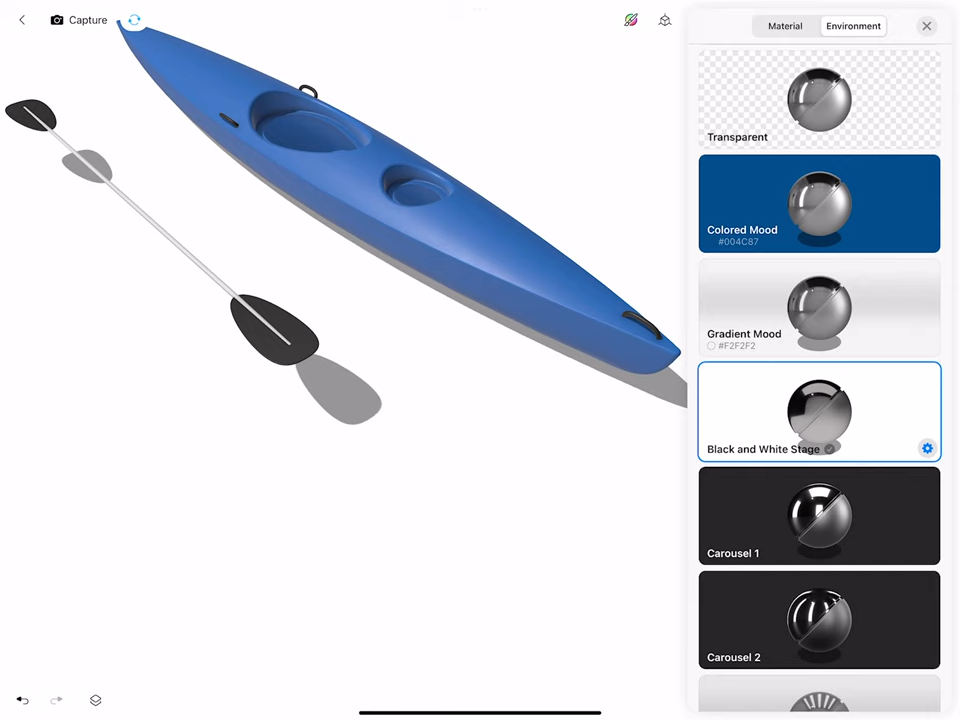 Capture
Material
Environment
Transparent
Colored Mood
#004C87
Gradient Mood
#F2F2F2
Black and White Stage
Carousel 1
Carousel 2